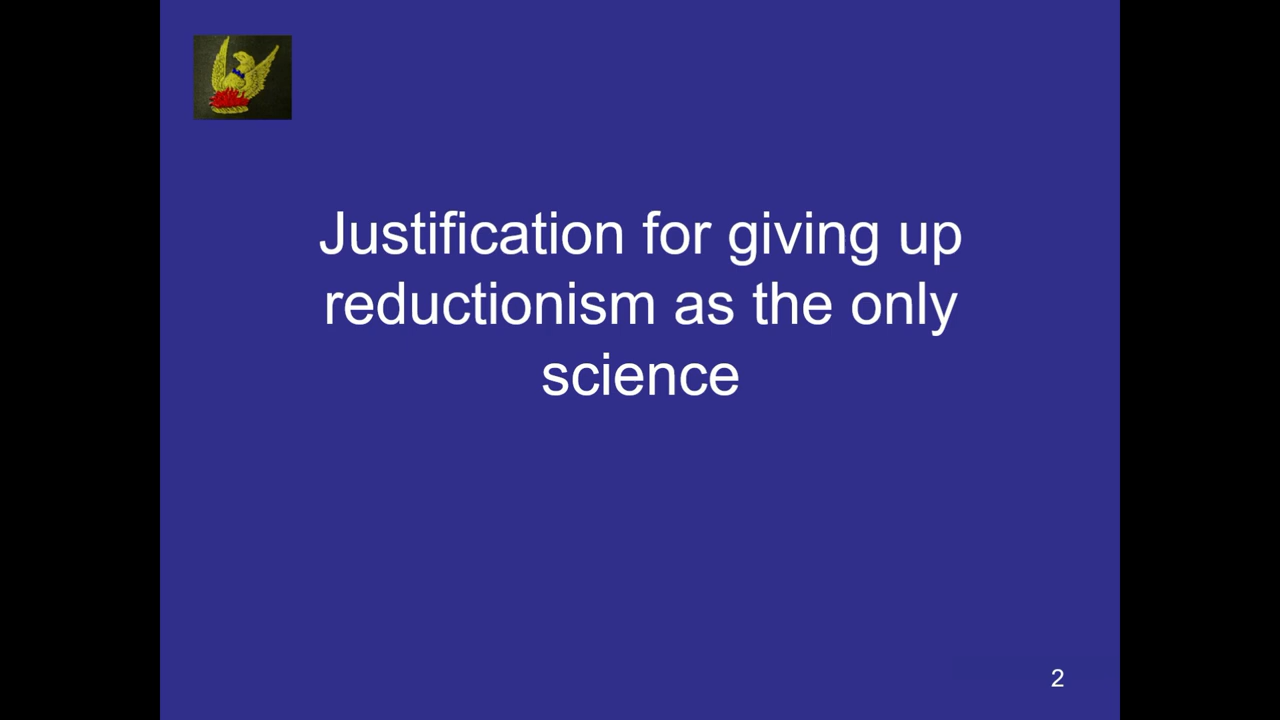 Justification for giving up
reductionism as the only
science
2